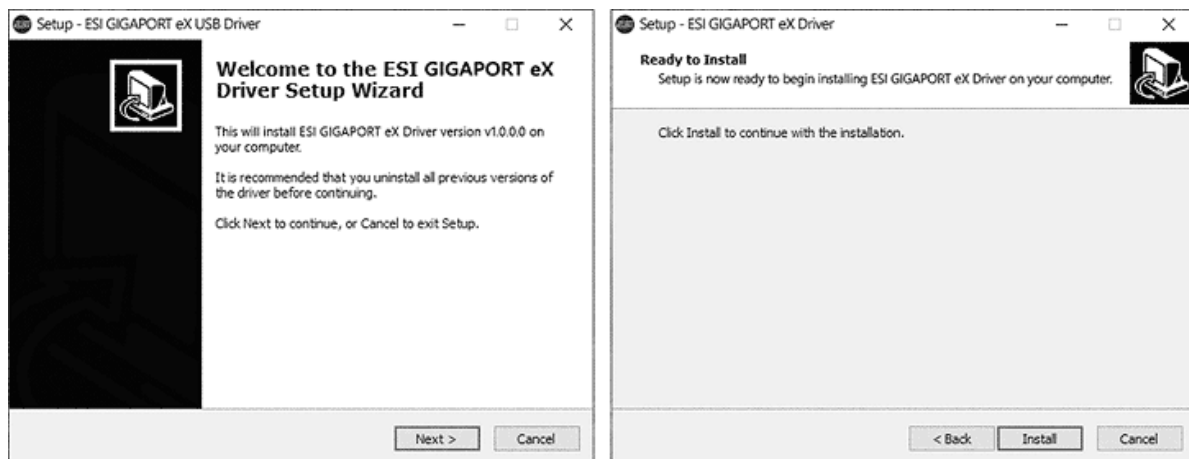 Setup - ESI GIGAPORT eX USB Driver
Welcome to the ESI GIGAPORT eX
Driver Setup Wizard
This will install ESI GIGAPORT eX Driver version v1.0.0.0 on
your computer.
It is recommended that you uninstall all previous versions of
the driver before continuing.
Click Next to continue, or Cancel to exit Setup.
Next >
Cancel
Setup - ESI GIGAPORT eX Driver
Ready to Install
Setup is now ready to begin installing ESI GIGAPORT eX Driver on your computer.
Click Install to continue with the installation.
< Back
Install
Cancel